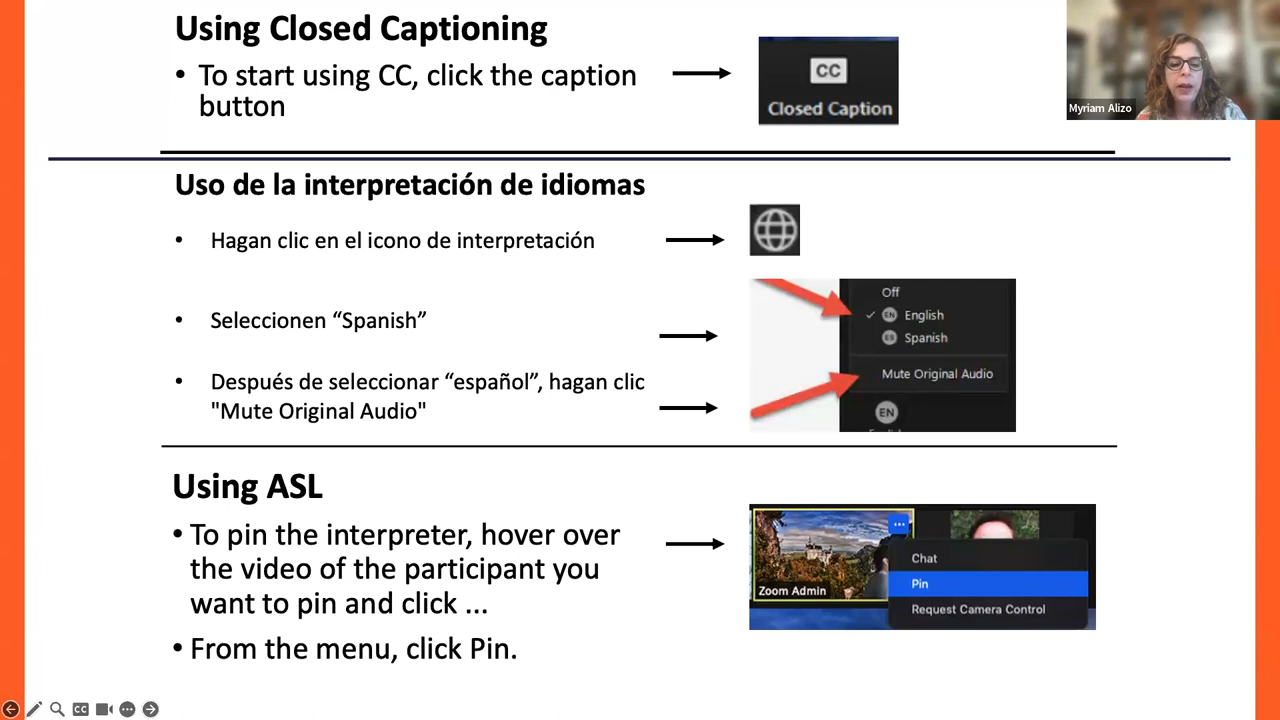 Using Closed Captioning
• To start using CC, click the caption
button
CC
Closed Caption
Myriam Alizo
Uso de la interpretación de idiomas
• Hagan clic en el icono de interpretación
• Seleccionen “Spanish”
• Después de seleccionar “español”, hagan clic
"Mute Original Audio"
Off
EN English
ES Spanish
Mute Original Audio
EN
Using ASL
• To pin the interpreter, hover over
the video of the participant you
want to pin and click ...
• From the menu, click Pin.
Zoom Admin
Chat
Pin
Request Camera Control
CC